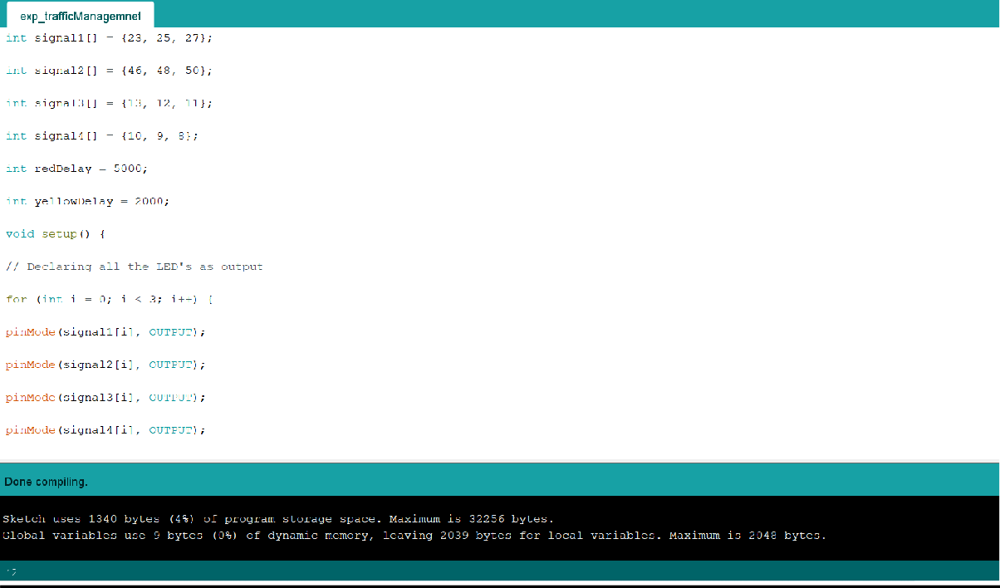 exp_trafficManagemnet
int signal1[] = {23, 25, 27};
int signal2[] = {46, 48, 50};
int signal3[] = {13, 12, 11};
int signal4[] = {10, 9, 8};
int redDelay = 5000;
int yellowDelay = 2000;
void setup() {
// Declaring all the LED's as output
for (int i = 0; i < 3; i++) {
pinMode(signal1[i], OUTPUT);
pinMode(signal2[i], OUTPUT);
pinMode(signal3[i], OUTPUT);
pinMode(signal4[i], OUTPUT);
Done compiling.
Sketch uses 1340 bytes (4%) of program storage space. Maximum is 32256 bytes.
Global variables use 9 bytes (0%) of dynamic memory, leaving 2039 bytes for local variables. Maximum is 2048 bytes.
12